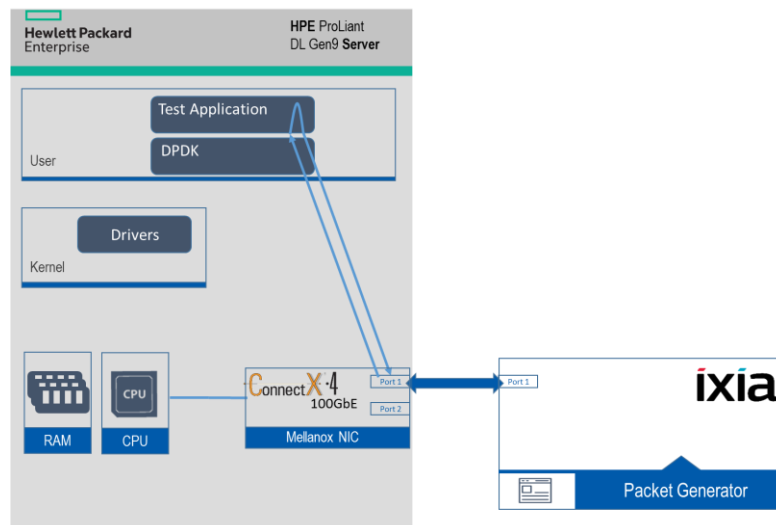 Hewlett Packard
Enterprise
HPE ProLiant
DL Gen9 Server
Test Application
DPDK
User
Drivers
Kernel
RAM
CPU
CPU
ConnectX·4
100GbE
Port 1
Port 2
Mellanox NIC
Port 1
ixia
Packet Generator